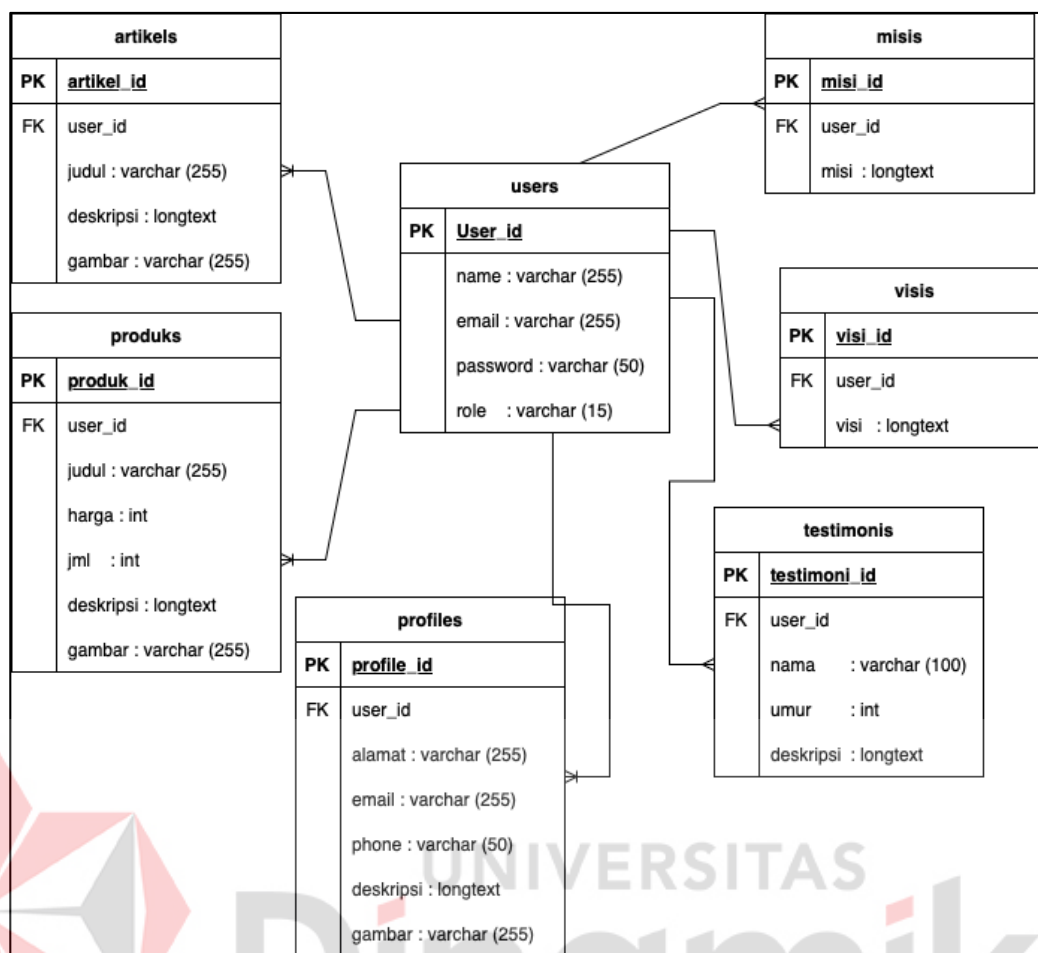 artikels
PK artikel_id
FK user_id
judul : varchar (255)
deskripsi : longtext
gambar : varchar (255)
misis
PK misi_id
FK user_id
misi : longtext
users
PK User_id
name : varchar (255)
email : varchar (255)
password : varchar (50)
role : varchar (15)
visis
PK visi_id
FK user_id
visi : longtext
produks
PK produk_id
FK user_id
judul : varchar (255)
harga : int
jml : int
deskripsi : longtext
gambar : varchar (255)
testimonis
PK testimoni_id
FK user_id
nama : varchar (100)
umur : int
deskripsi : longtext
profiles
PK profile_id
FK user_id
alamat : varchar (255)
email : varchar (255)
phone : varchar (50)
deskripsi : longtext
gambar : varchar (255)
UNIVERSITAS